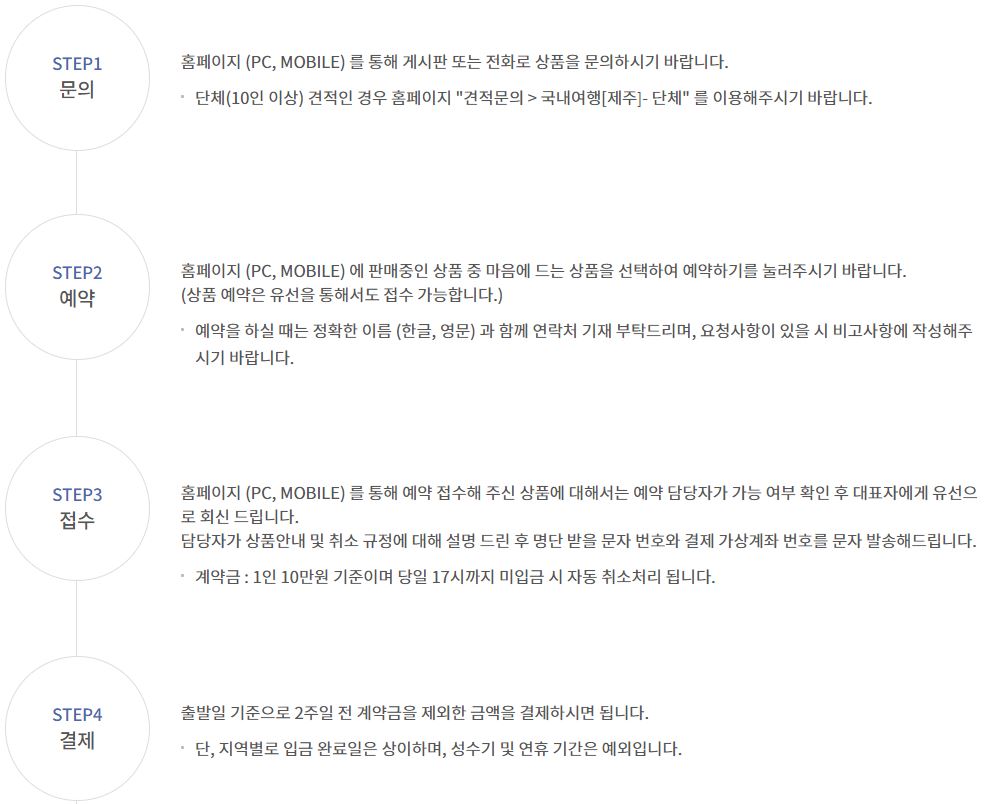 STEP1
문의
홈페이지 (PC, MOBILE) 를 통해 게시판 또는 전화로 상품을 문의하시기 바랍니다.
단체(10인 이상) 견적인 경우 홈페이지 "견적문의 > 국내여행[제주]- 단체" 를 이용해주시기 바랍니다.
STEP2
예약
홈페이지 (PC, MOBILE) 에 판매중인 상품 중 마음에 드는 상품을 선택하여 예약하기를 눌러주시기 바랍니다.
(상품 예약은 유선을 통해서도 접수 가능합니다.)
예약을 하실 때는 정확한 이름 (한글, 영문) 과 함께 연락처 기재 부탁드리며, 요청사항이 있을 시 비고사항에 작성해주
시기 바랍니다.
STEP3
접수
홈페이지 (PC, MOBILE) 를 통해 예약 접수해 주신 상품에 대해서는 예약 담당자가 가능 여부 확인 후 대표자에게 유선으
로 회신 드립니다.
담당자가 상품안내 및 취소 규정에 대해 설명 드린 후 명단 받을 문자 번호와 결제 가상계좌 번호를 문자 발송해드립니다.
계약금 : 1인 10만원 기준이며 당일 17시까지 미입금 시 자동 취소처리 됩니다.
STEP4
결제
출발일 기준으로 2주일 전 계약금을 제외한 금액을 결제하시면 됩니다.
단, 지역별로 입금 완료일은 상이하며, 성수기 및 연휴 기간은 예외입니다.